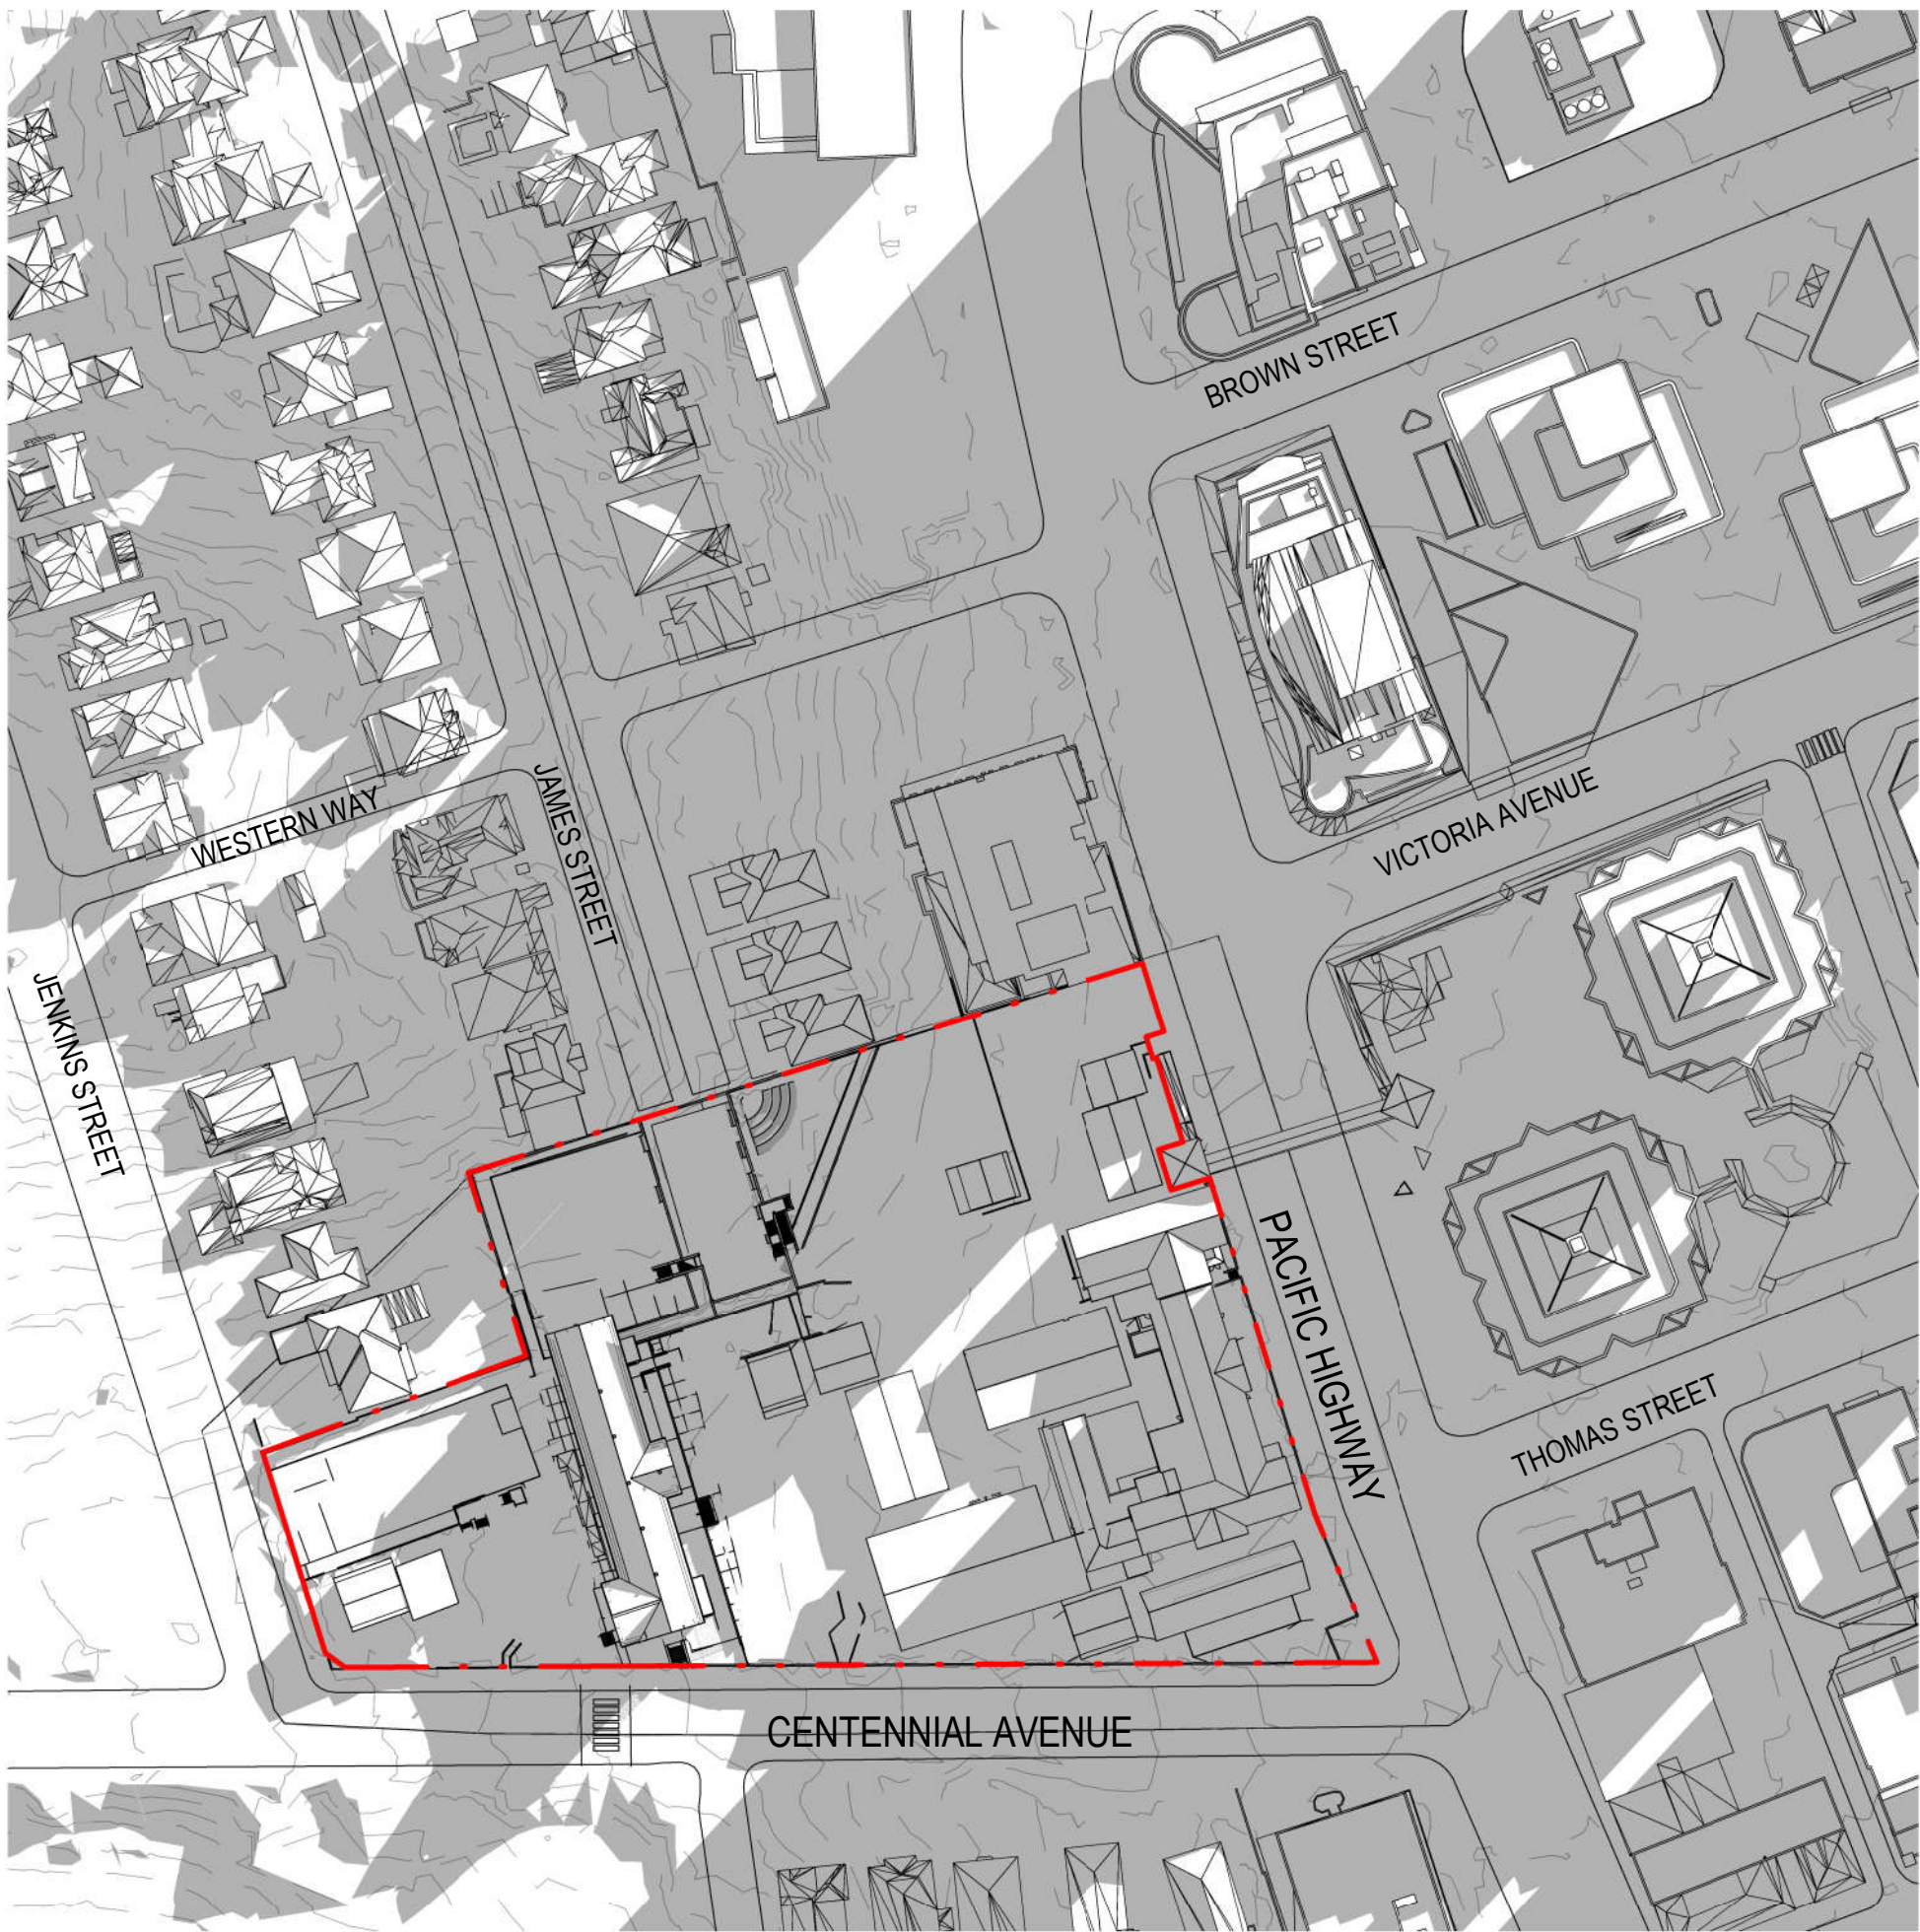 BROWN STREET
WESTERN WAY
JAMES STREET
VICTORIA AVENUE
JENKINS STREET
PACIFIC HIGHWAY
THOMAS STREET
CENTENNIAL AVENUE